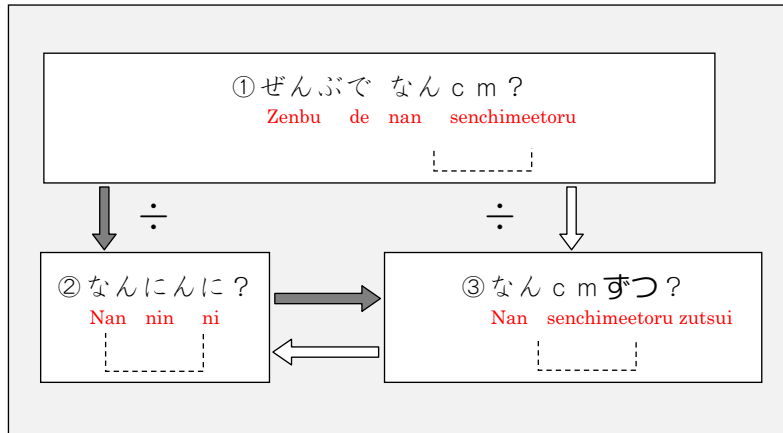 ①ぜんぶで なんｃｍ？
Zenbu de nan senchimeetoru
÷ ÷
②なんにんに？
Nan nin ni
③なんｃｍずつ？
Nan senchimeetoru zutsui